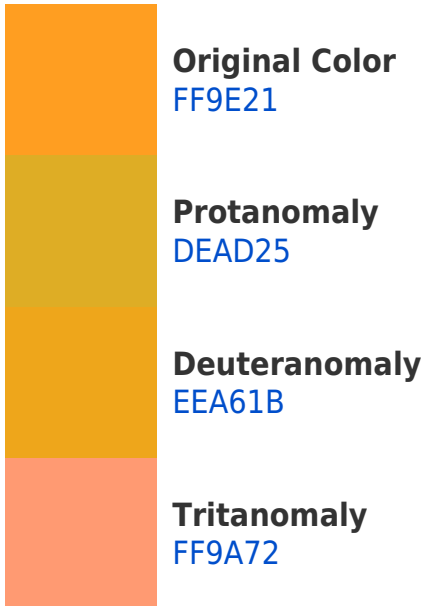 Original Color
FF9E21
Protanomaly
DEAD25
Deuteranomaly
EEA61B
Tritanomaly
FF9A72